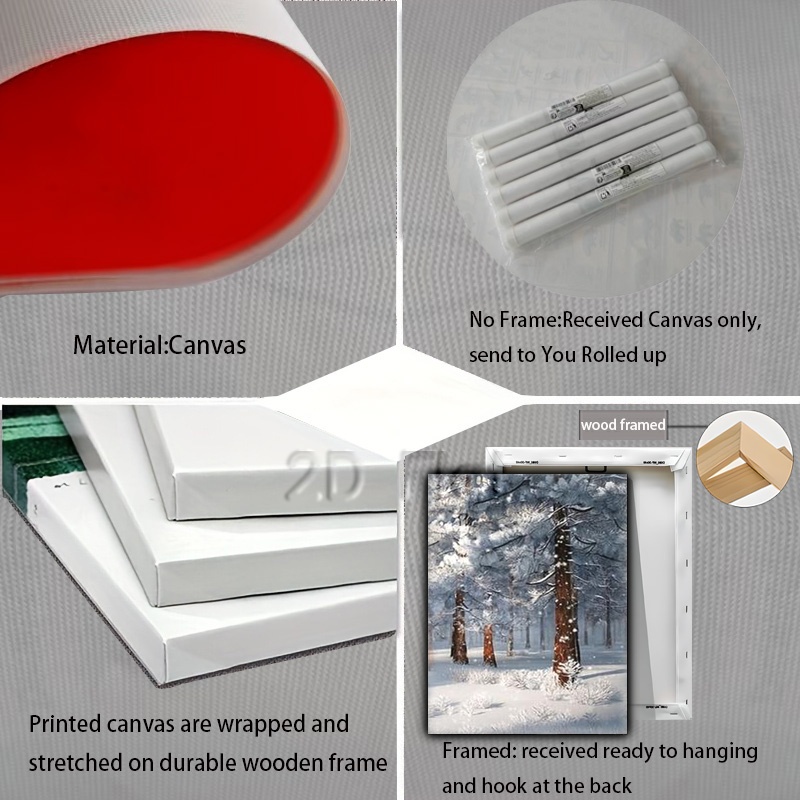 Material:Canvas
No Frame:Received Canvas only,
send to You Rolled up
2D
Printed canvas are wrapped and
stretched on durable wooden frame
wood framed
Framed: received ready to hanging
and hook at the back